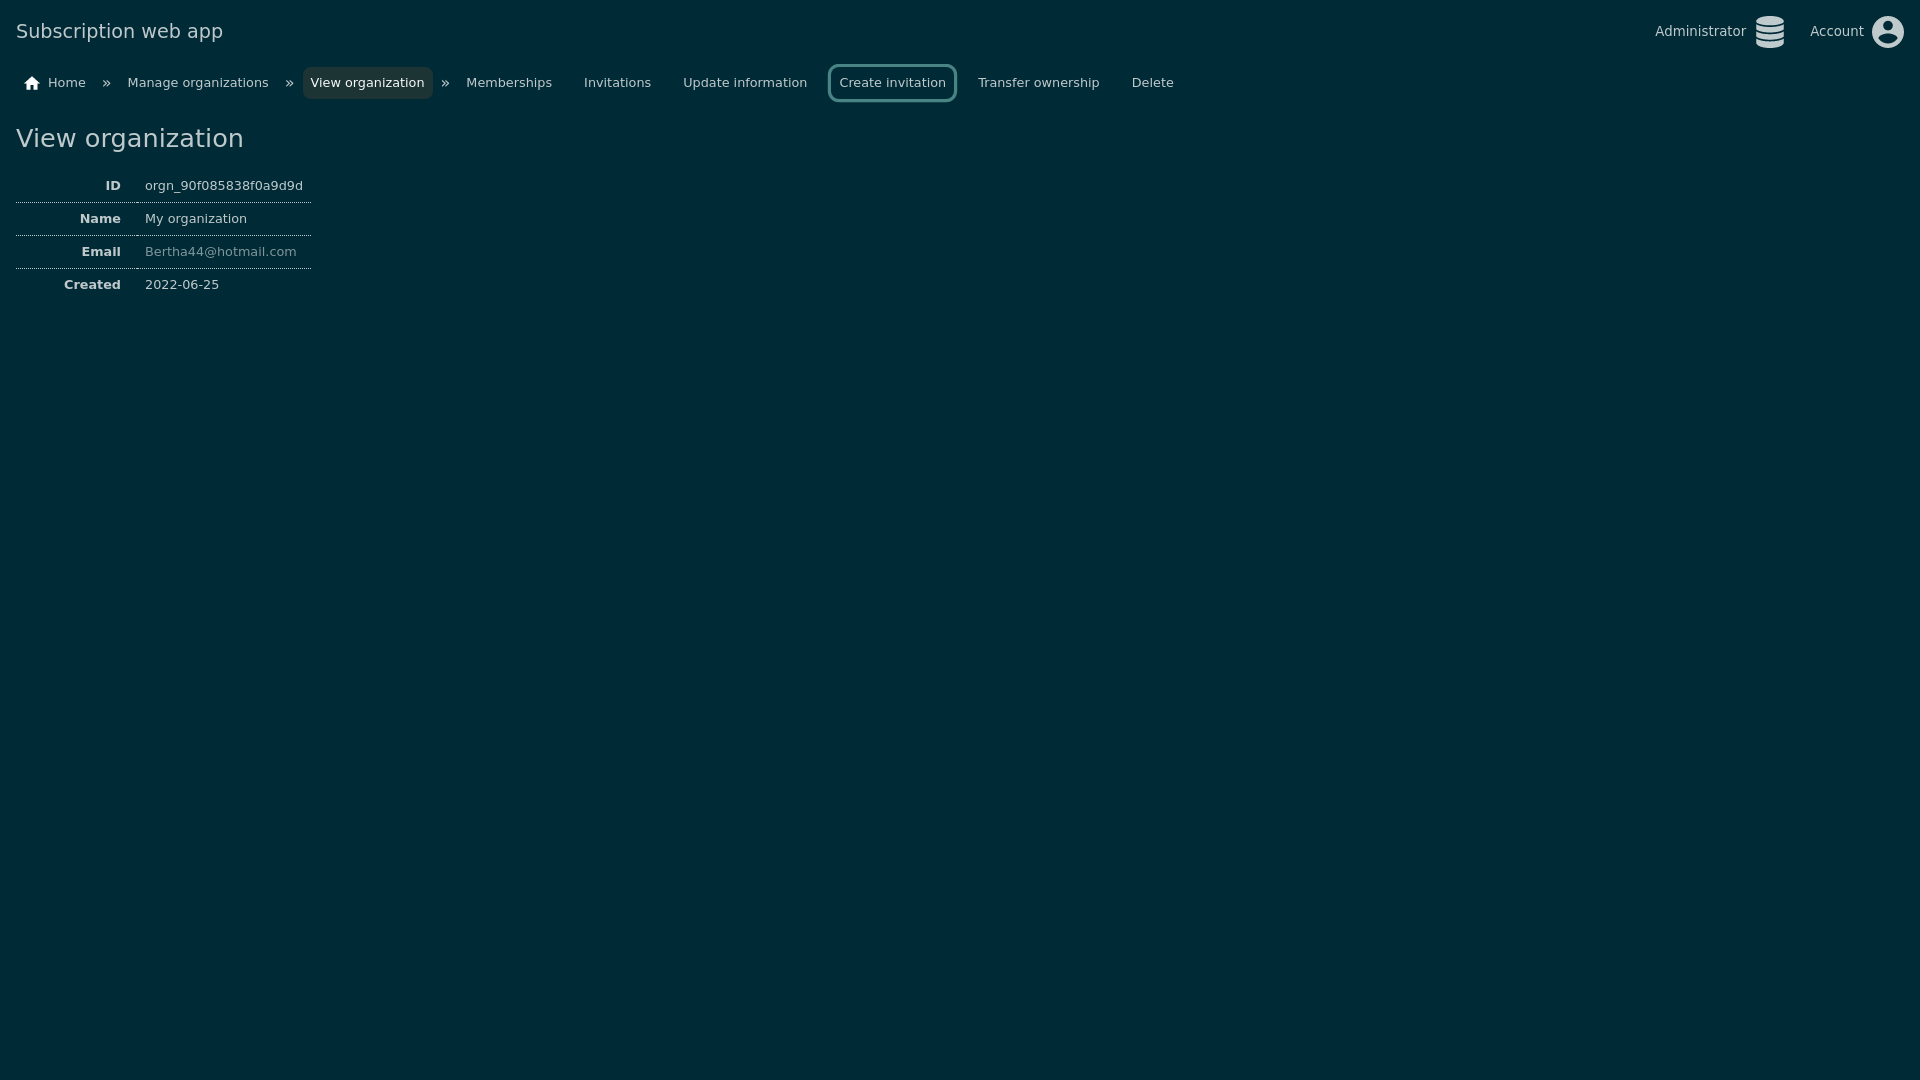 Subscription web app
Administrator
Account
Home » Manage organizations » View organization » Memberships Invitations Update information Create invitation Transfer ownership Delete
View organization
ID orgn_90f085838f0a9d9d
Name My organization
Email Bertha44@hotmail.com
Created 2022-06-25